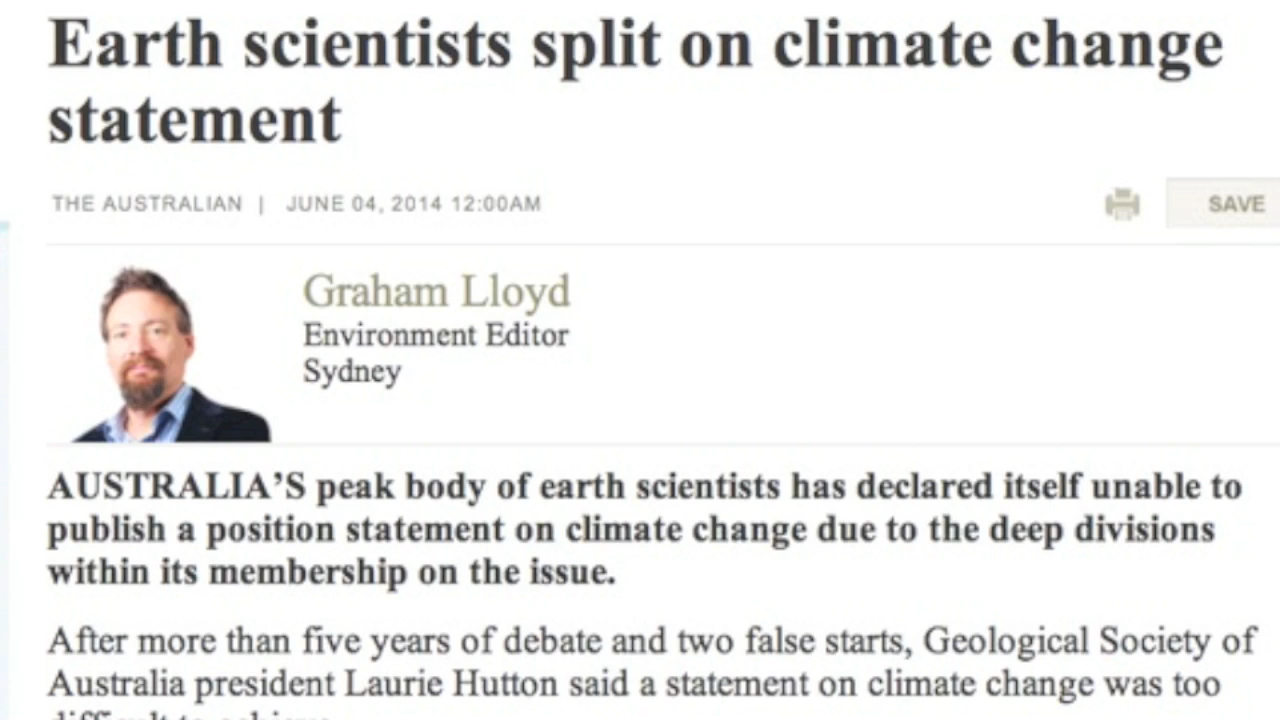 Earth scientists split on climate change
statement
THE AUSTRALIAN | JUNE 04, 2014 12:00AM
SAVE
Graham Lloyd
Environment Editor
Sydney
AUSTRALIA’S peak body of earth scientists has declared itself unable to
publish a position statement on climate change due to the deep divisions
within its membership on the issue.
After more than five years of debate and two false starts, Geological Society of
Australia president Laurie Hutton said a statement on climate change was too